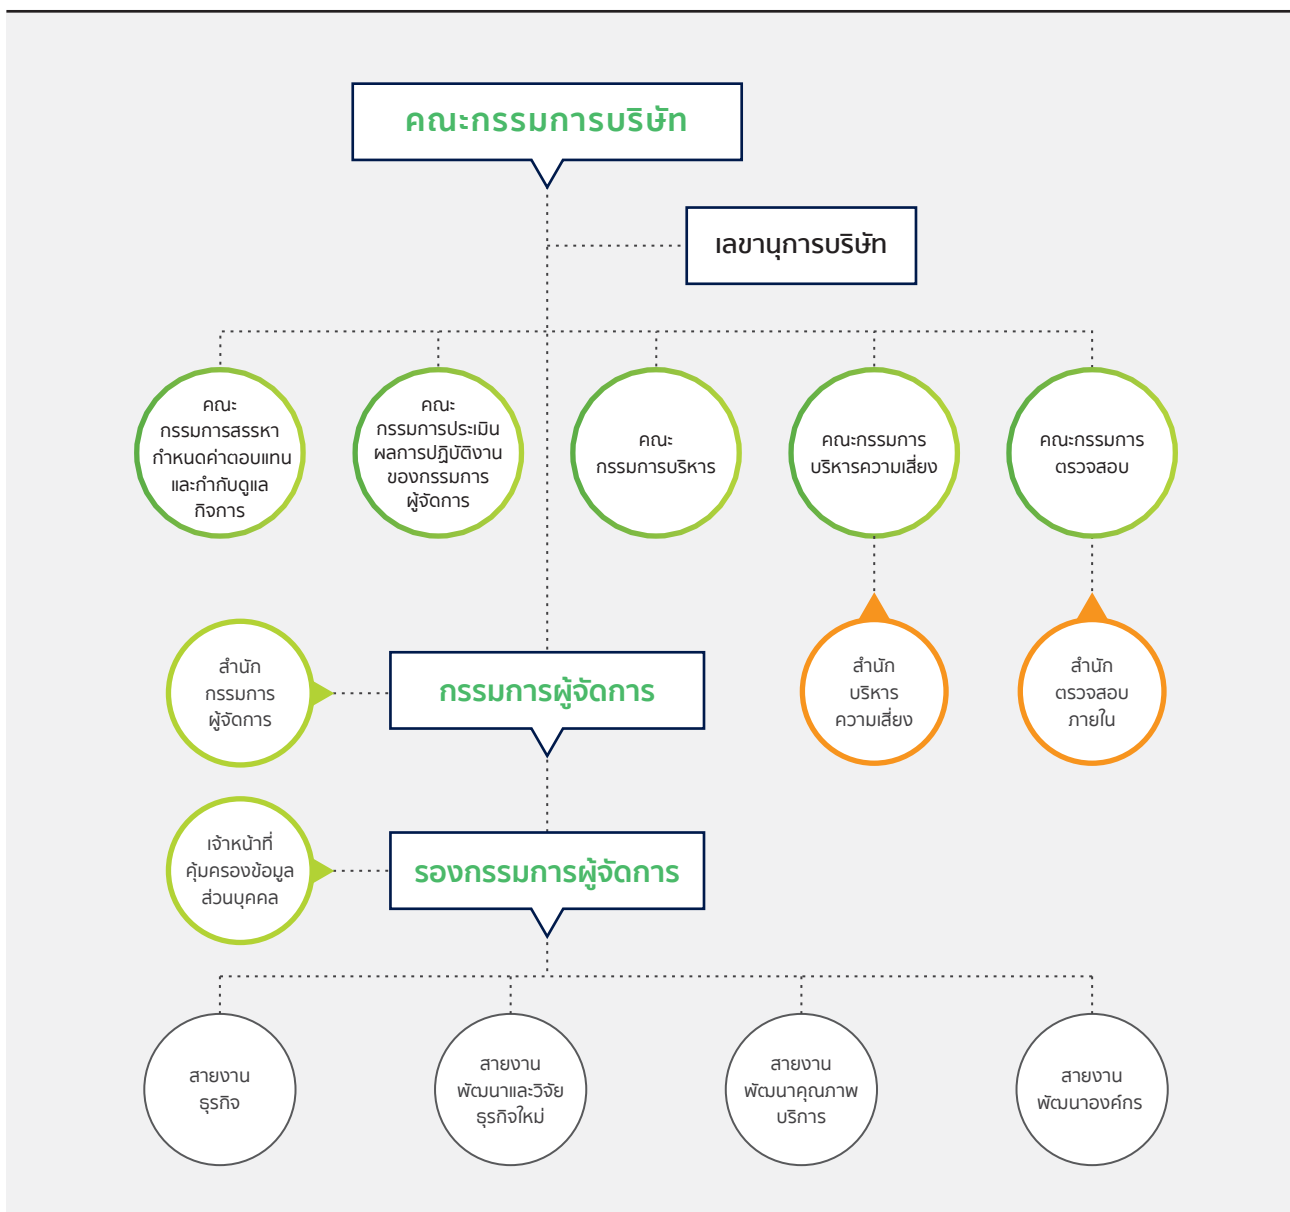 คณะกรรมการบริษัท
เลขานุการบริษัท
คณะ
กรรมการสรรหา
กำหนดค่าตอบแทน
และกำกับดูแล
กิจการ
คณะ
กรรมการประเมิน
ผลการปฏิบัติงาน
ของกรรมการ
ผู้จัดการ
คณะ
กรรมการบริหาร
คณะกรรมการ
บริหารความเสี่ยง
คณะกรรมการ
ตรวจสอบ
สำนัก
กรรมการ
ผู้จัดการ
กรรมการผู้จัดการ
สำนัก
บริหาร
ความเสี่ยง
สำนัก
ตรวจสอบ
ภายใน
เจ้าหน้าที่
คุ้มครองข้อมูล
ส่วนบุคคล
รองกรรมการผู้จัดการ
สายงาน
ธุรกิจ
สายงาน
พัฒนาและวิจัย
ธุรกิจใหม่
สายงาน
พัฒนาคุณภาพ
บริการ
สายงาน
พัฒนาองค์กร